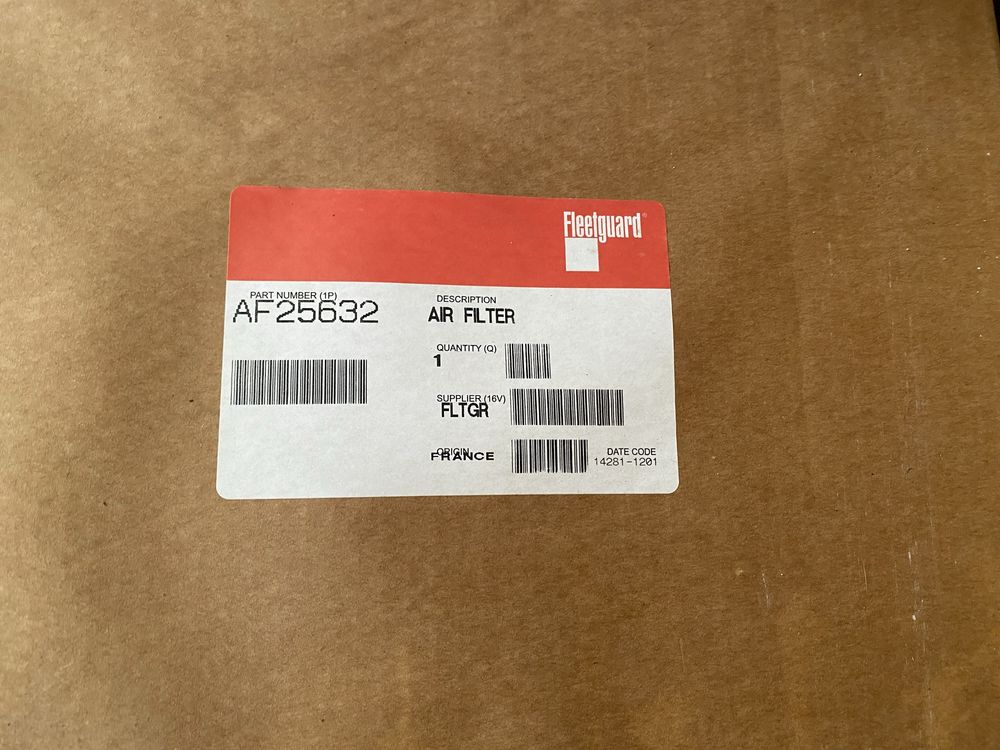 Fleetguard®
PART NUMBER (1P)
AF25632
DESCRIPTION
AIR FILTER
QUANTITY (Q)
1
SUPPLIER (16V)
FLTGR
ORIGIN
FRANCE
DATE CODE
14281-1201